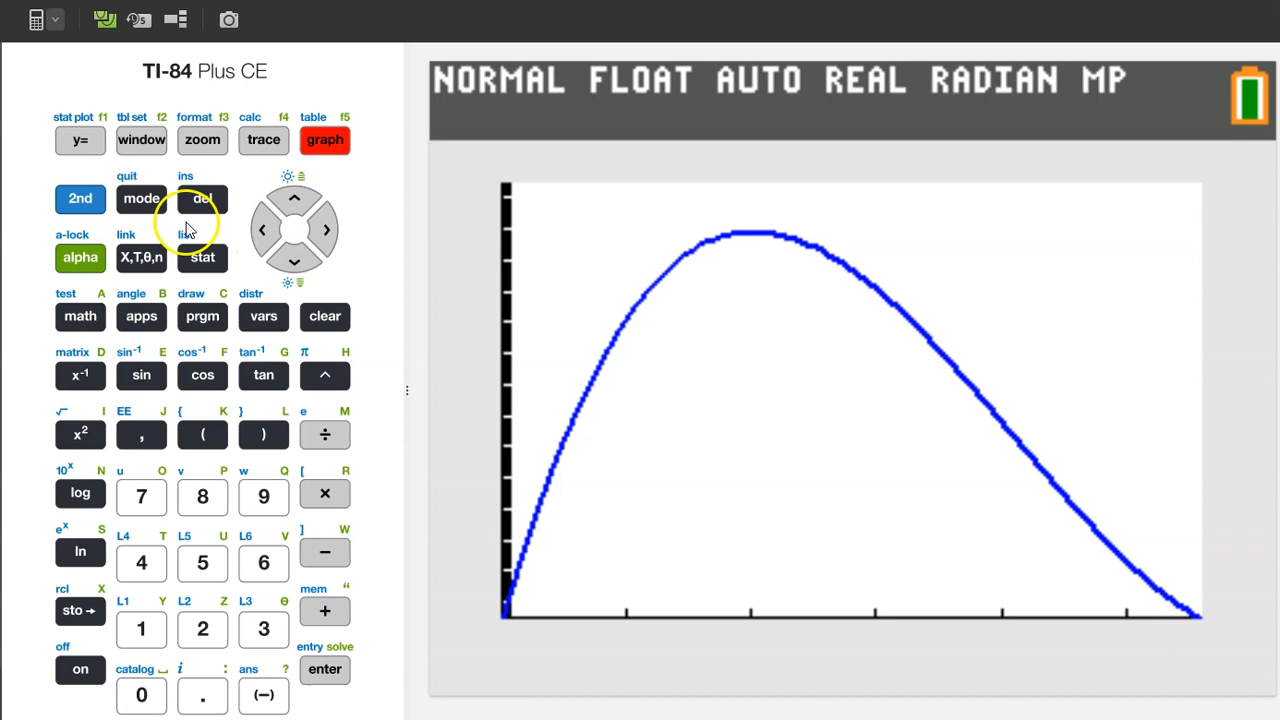 TI-84 Plus CE
NORMAL FLOAT AUTO REAL RADIAN MP
stat plot f1 tbl set f2 format f3 calc f4 table f5
y= window zoom trace graph
quit ins
2nd mode del
a-lock link
alpha X,T,θ,n stat
test A angle B draw C distr
math apps prgm vars clear
matrix D sin⁻¹ E cos⁻¹ F tan⁻¹ G π H
x⁻¹ sin cos tan ^
√ I EE J { K } L e M
x² , ( ) ÷
10ˣ N u O v P w Q [ R
log 7 8 9 ×
eˣ S L4 T L5 U L6 V ] W
ln 4 5 6 −
rcl X L1 Y L2 Z L3 θ mem “
sto → 1 2 3 +
off entry solve
on enter
catalog ⎵ i : ans ?
0 . (−)